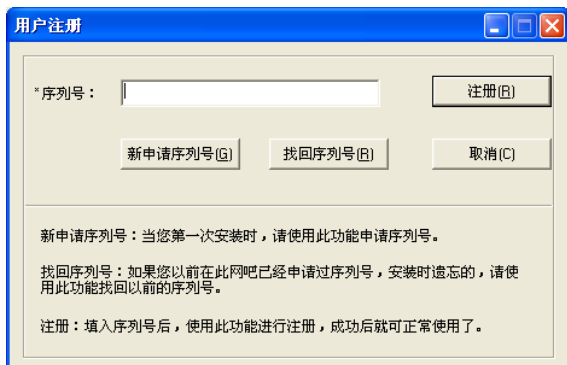 用户注册
*序列号： 注册(R)
新申请序列号(G) 找回序列号(R) 取消(C)
新申请序列号：当您第一次安装时，请使用此功能申请序列号。
找回序列号：如果您以前在此网吧已经申请过序列号，安装时遗忘的，请使
用此功能找回以前的序列号。
注册：填入序列号后，使用此功能进行注册，成功后就可正常使用了。